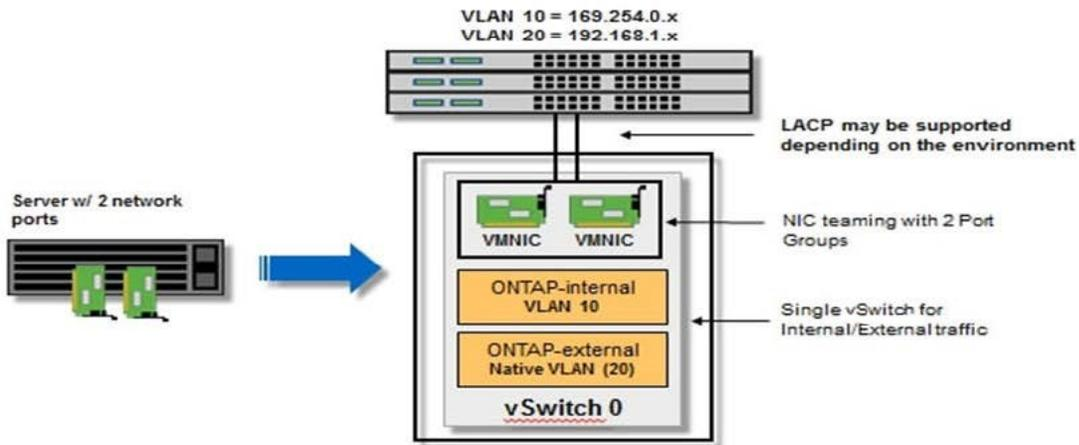 VLAN 10 = 169.254.0.x
VLAN 20 = 192.168.1.x
LACP may be supported
depending on the environment
Server w/ 2 network
ports
VMNIC
VMNIC
NIC teaming with 2 Port
Groups
ONTAP-internal
VLAN 10
Single vSwitch for
Internal/External traffic
ONTAP-external
Native VLAN (20)
vSwitch 0